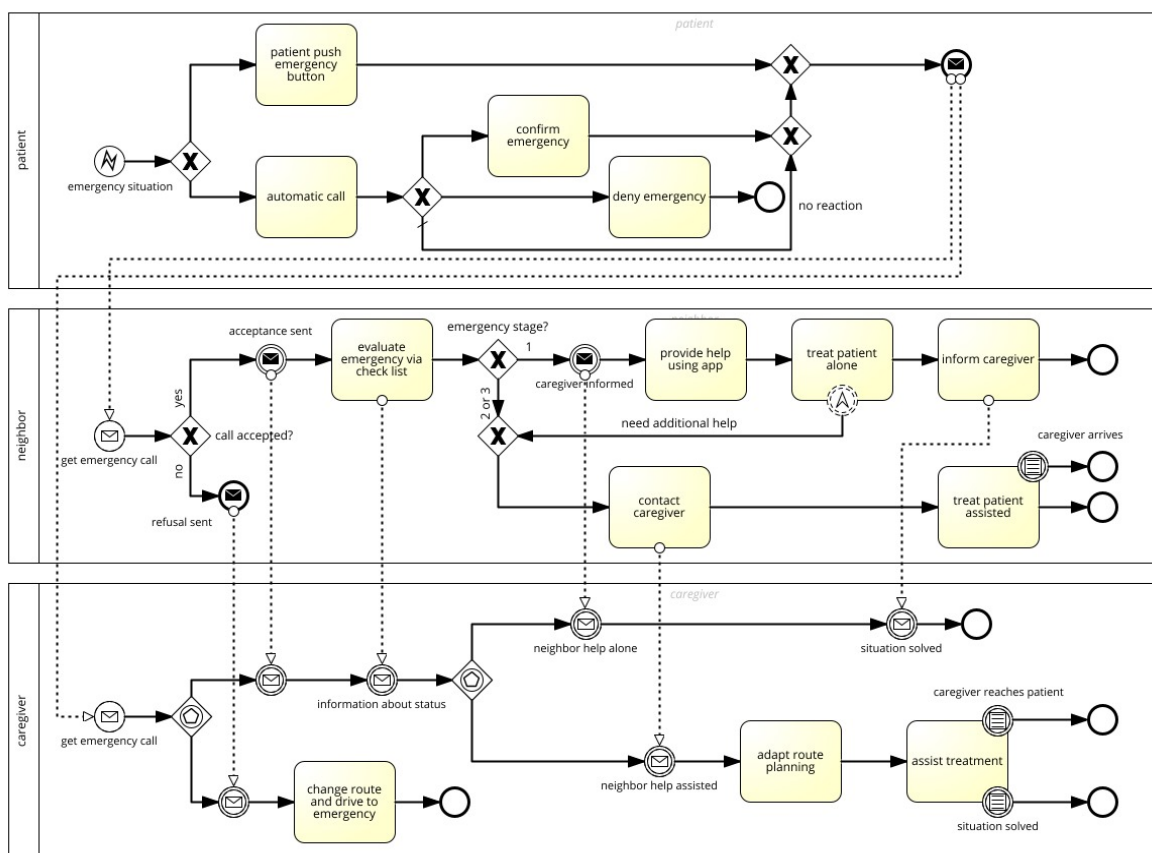 patient
patient
patient push
emergency
button
confirm
emergency
emergency situation
automatic call
deny emergency
no reaction
neighbor
acceptance sent
evaluate
emergency via
check list
emergency stage?
1
caregiver informed
provide help
using app
treat patient
alone
inform caregiver
2 or 3
need additional help
yes
call accepted?
get emergency call
no
refusal sent
contact
caregiver
caregiver arrives
treat patient
assisted
caregiver
caregiver
neighbor help alone
situation solved
information about status
get emergency call
neighbor help assisted
adapt route
planning
caregiver reaches patient
assist treatment
situation solved
change route
and drive to
emergency